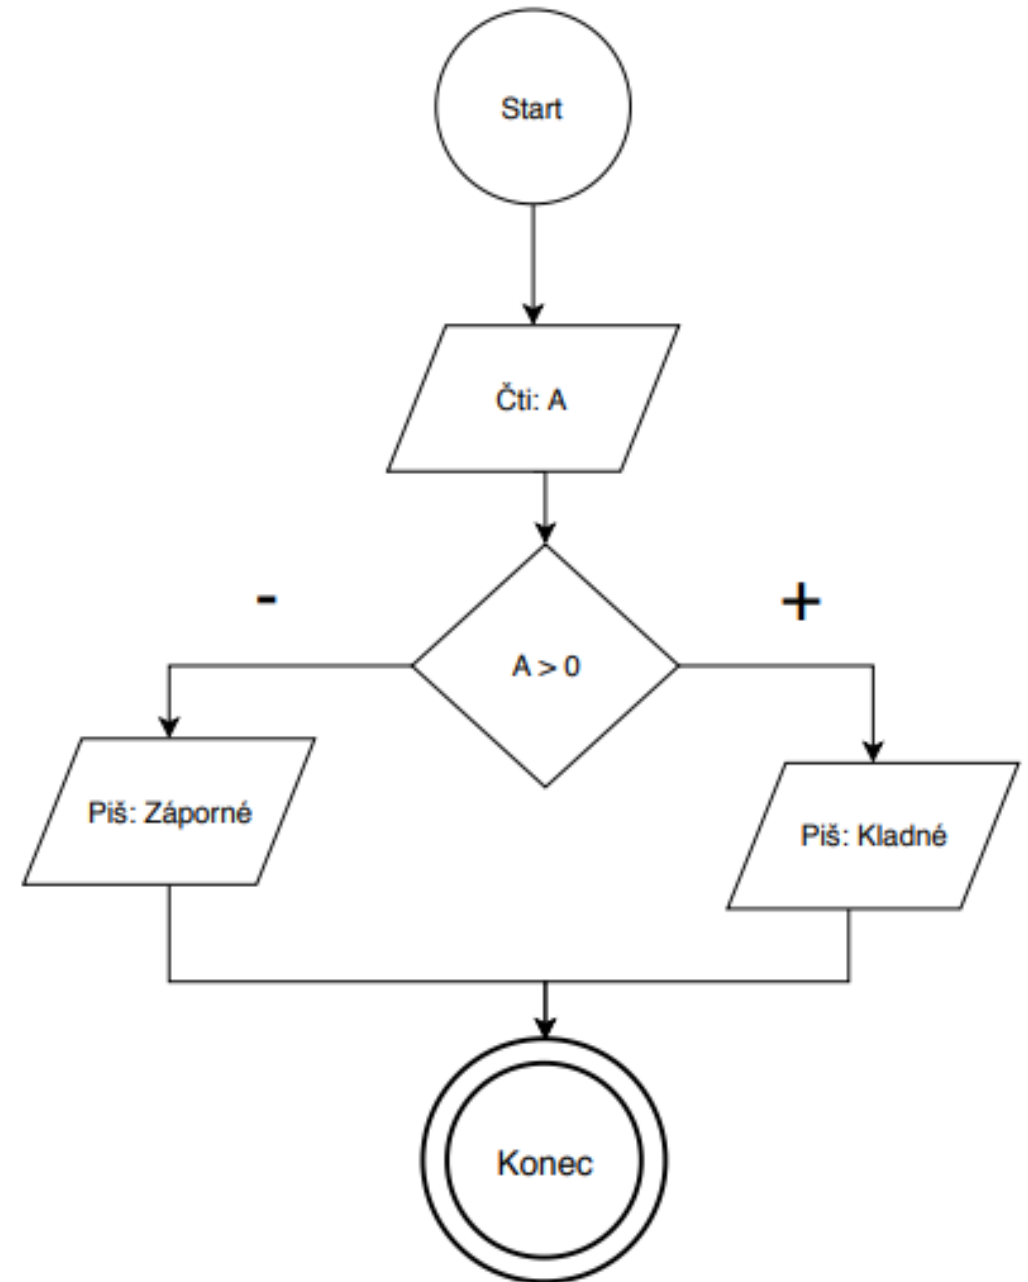 Start
Čti: A
-
+
A > 0
Piš: Záporné
Piš: Kladné
Konec